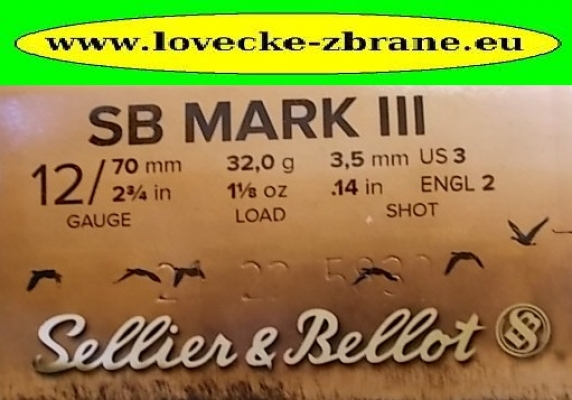 www.lovecke-zbrane.eu
SB MARK III
12/ 70 mm 32,0 g 3,5 mm US 3
2¾ in 1⅛ oz .14 in ENGL 2
GAUGE LOAD SHOT
Sellier & Bellot SB